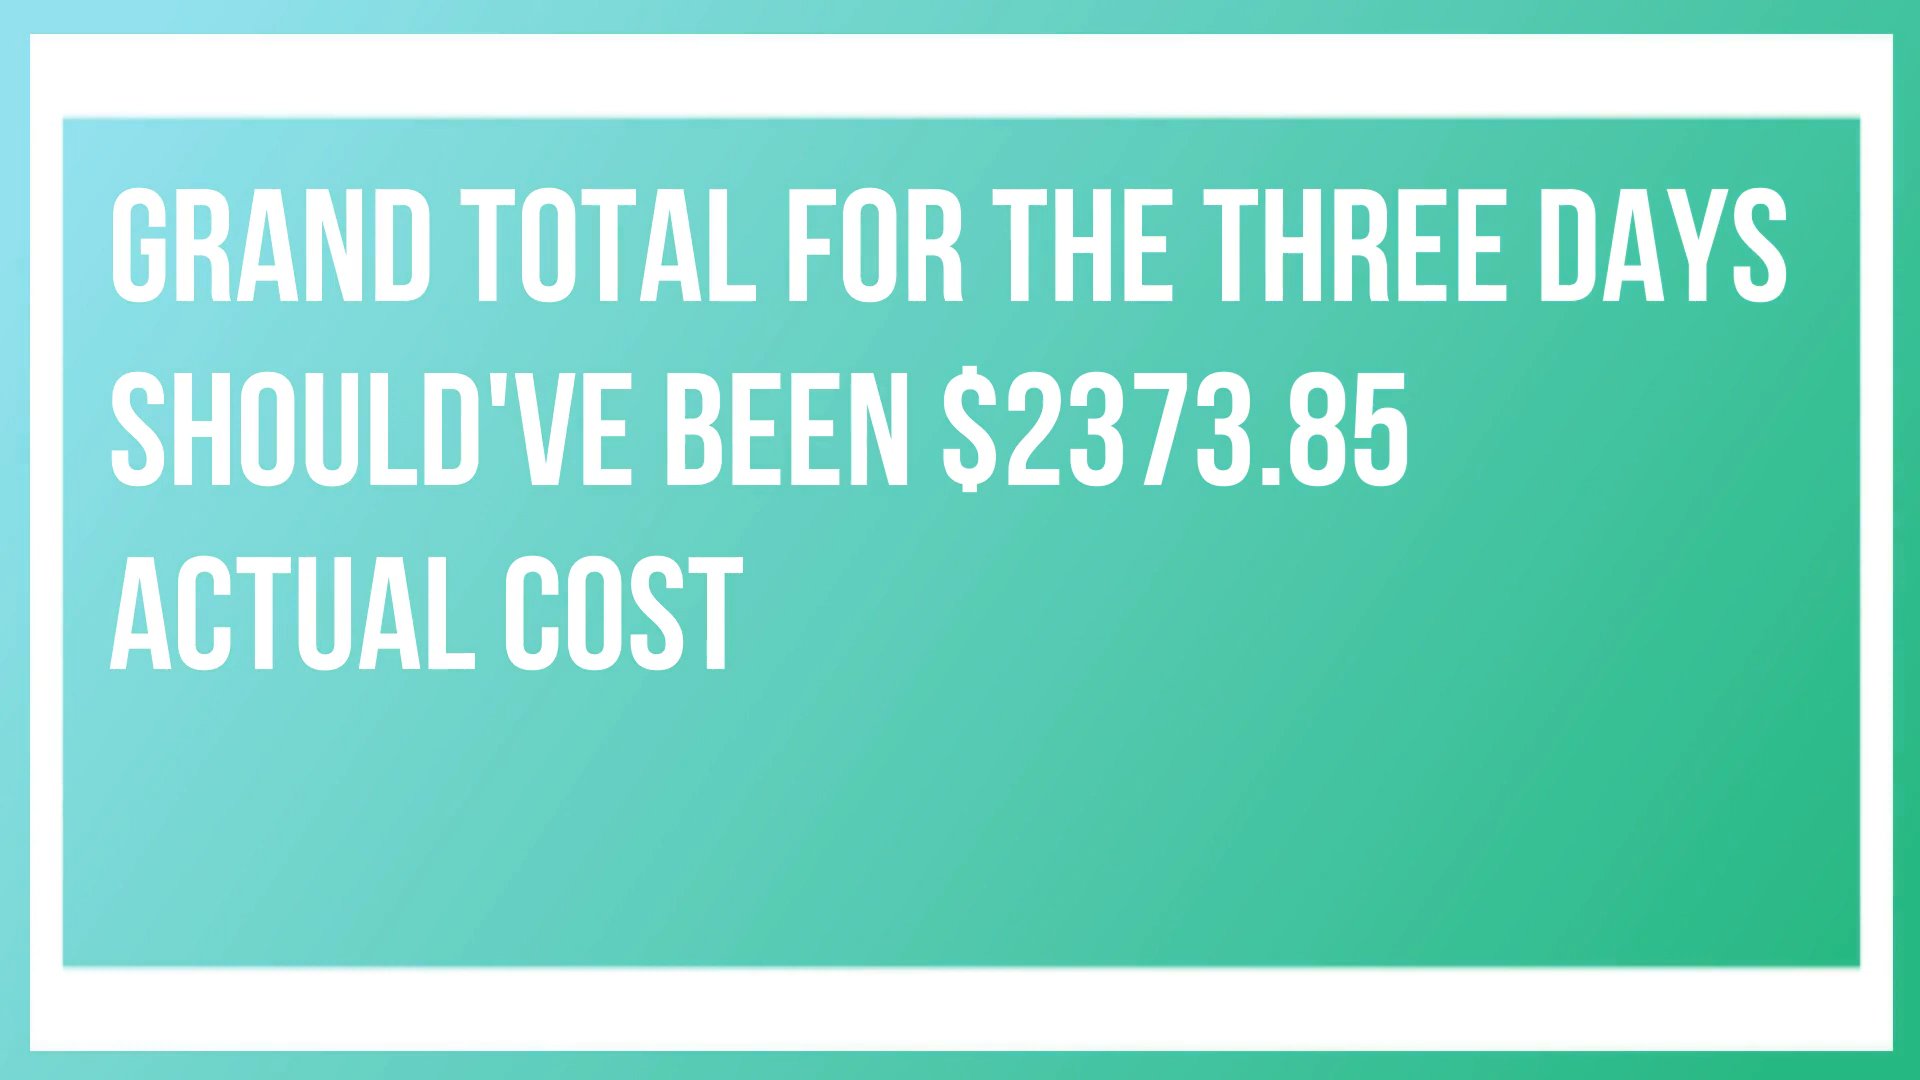 GRAND TOTAL FOR THE THREE DAYS
SHOULD'VE BEEN $2373.85
ACTUAL COST